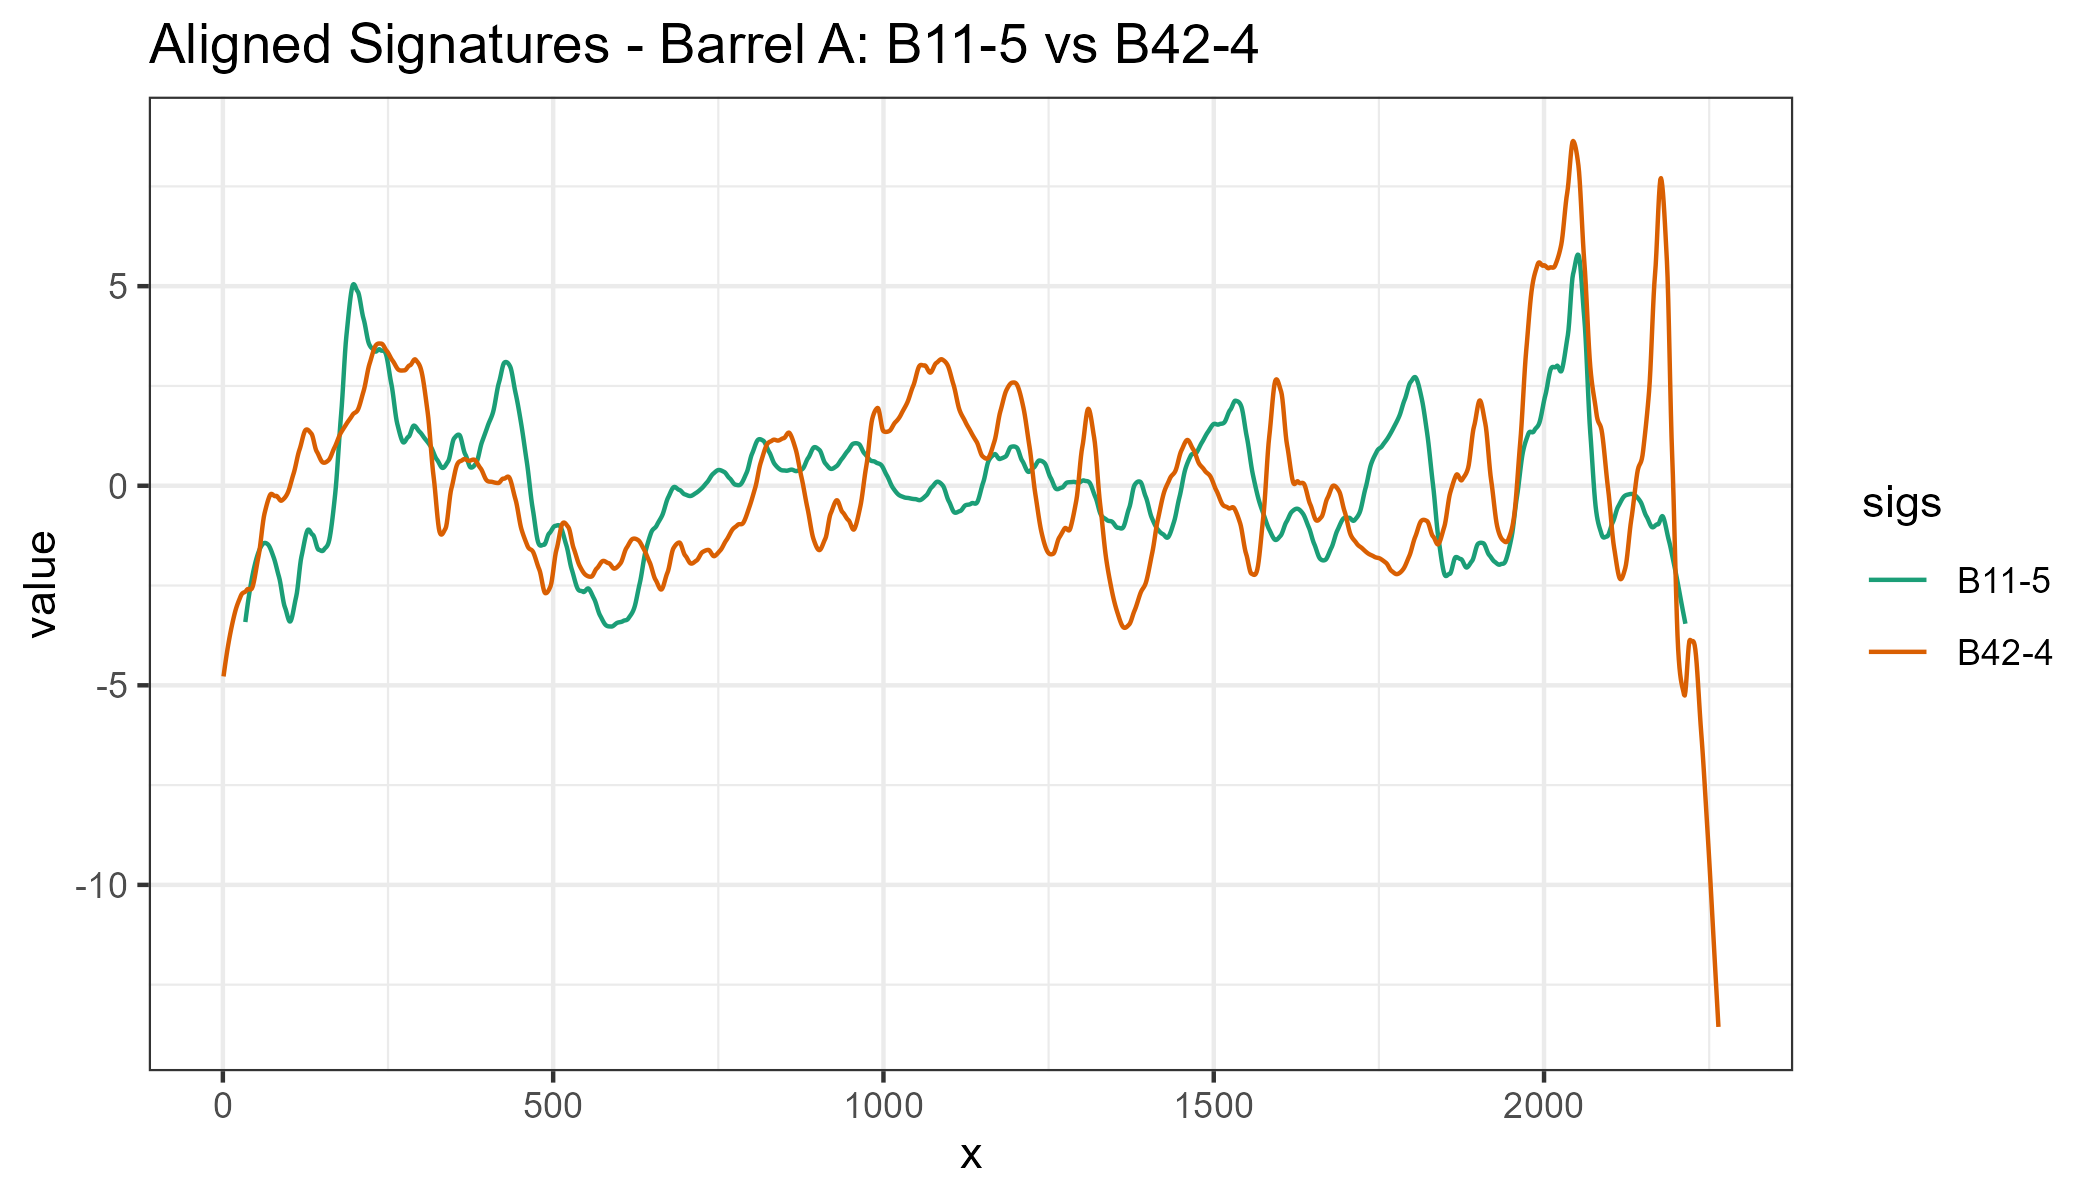 Aligned Signatures - Barrel A: B11-5 vs B42-4
value
5
0
-5
-10
0 500 1000 1500 2000
x
sigs
B11-5
B42-4